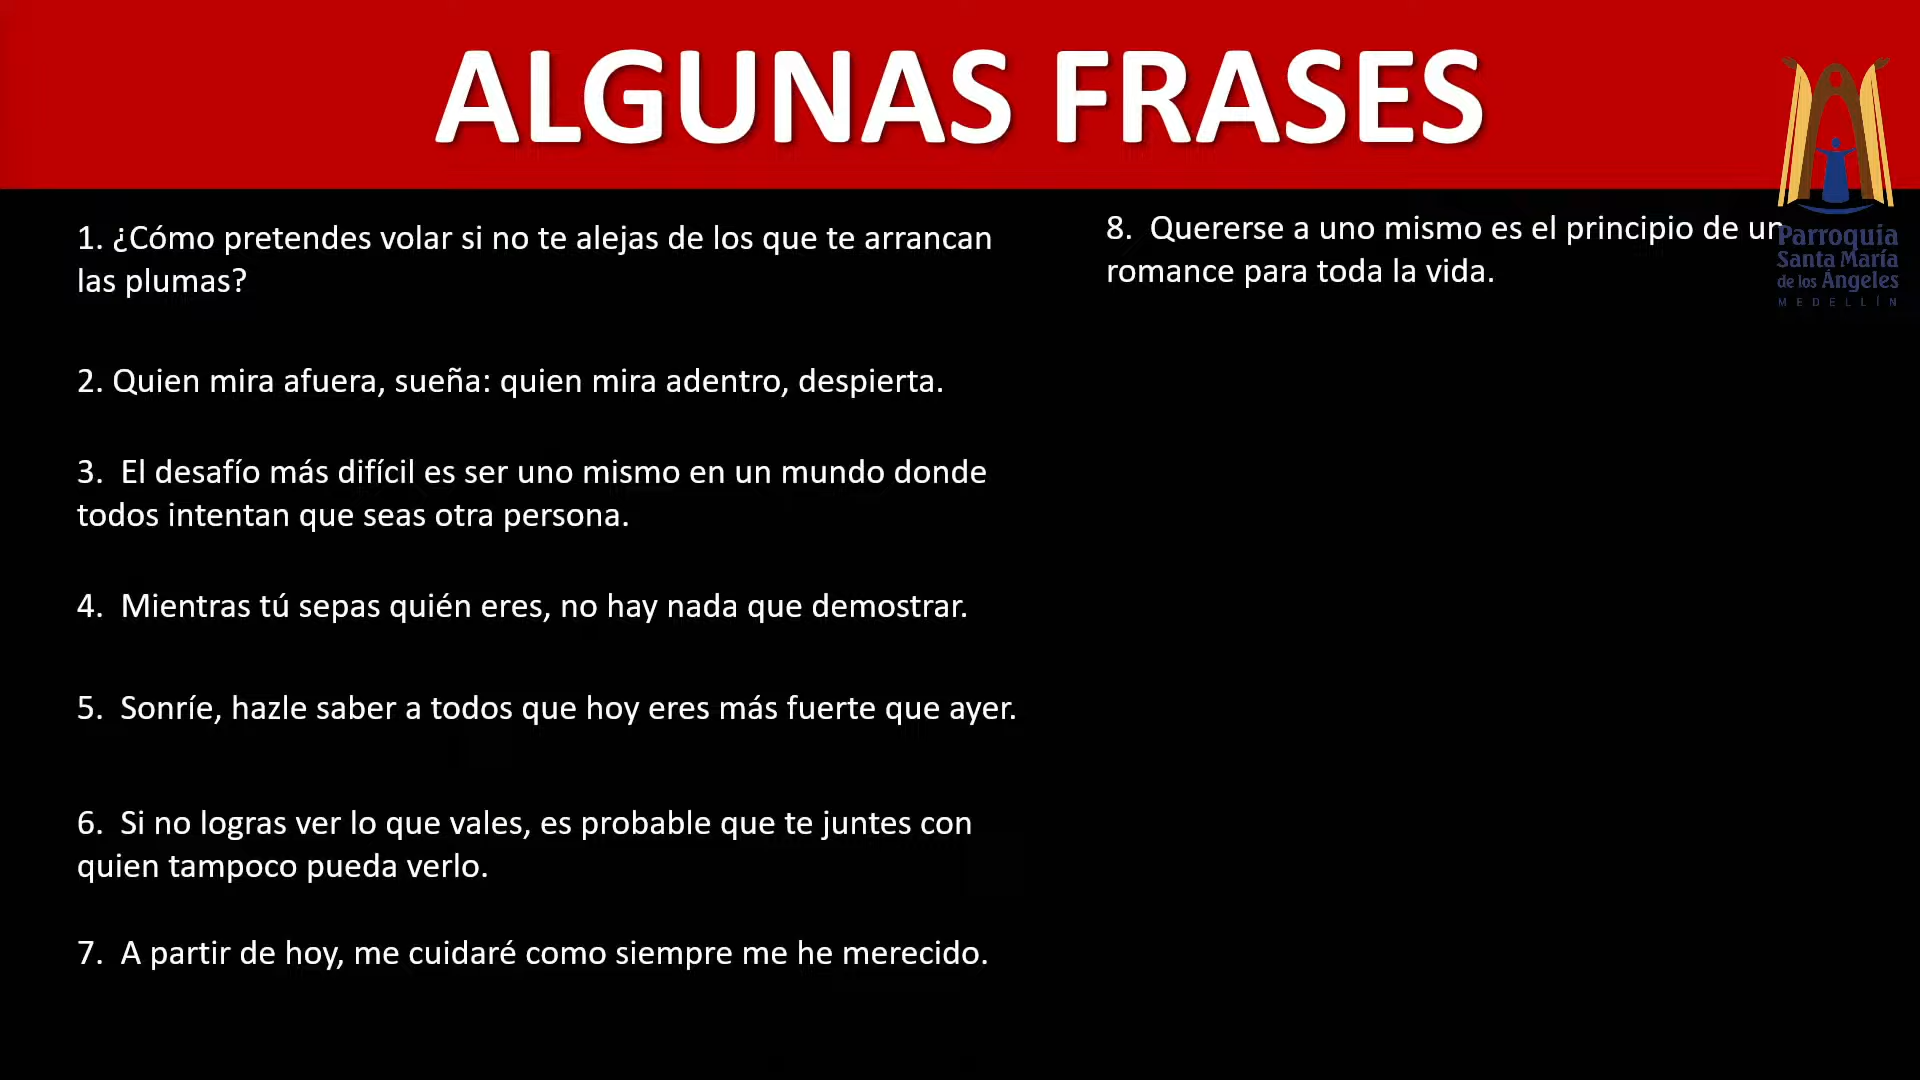 ALGUNAS FRASES
1. ¿Cómo pretendes volar si no te alejas de los que te arrancan
las plumas?
2. Quien mira afuera, sueña: quien mira adentro, despierta.
3. El desafío más difícil es ser uno mismo en un mundo donde
todos intentan que seas otra persona.
4. Mientras tú sepas quién eres, no hay nada que demostrar.
5. Sonríe, hazle saber a todos que hoy eres más fuerte que ayer.
6. Si no logras ver lo que vales, es probable que te juntes con
quien tampoco pueda verlo.
7. A partir de hoy, me cuidaré como siempre me he merecido.
8. Quererse a uno mismo es el principio de un
romance para toda la vida.
Parroquia
Santa María
de los Ángeles
MEDELLÍN